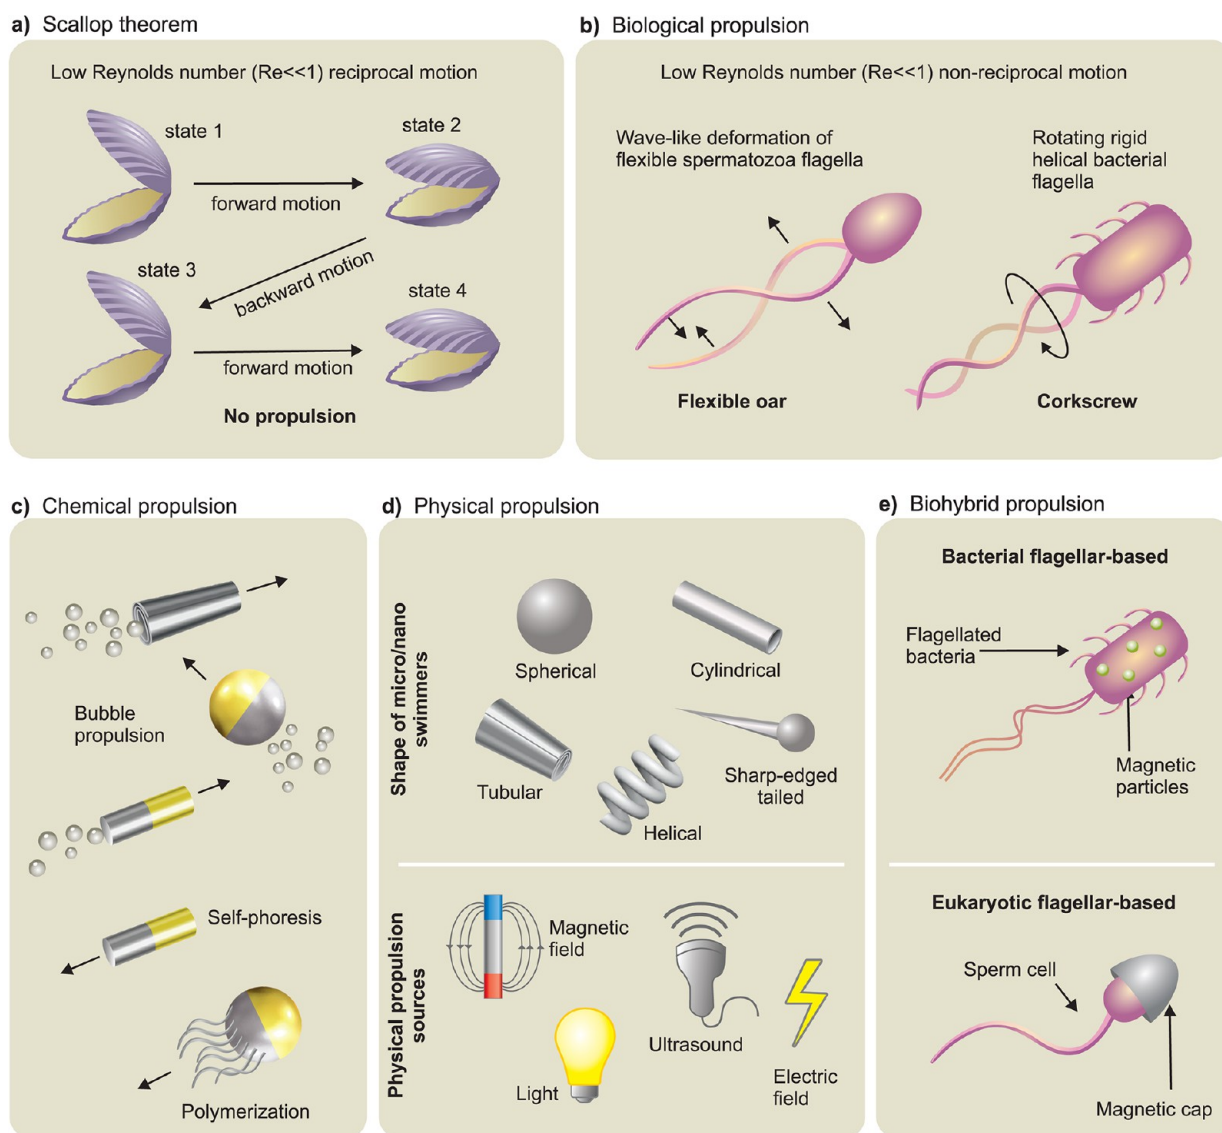 a) Scallop theorem
Low Reynolds number (Re<<1) reciprocal motion
state 1
state 2
forward motion
state 3
backward motion
state 4
forward motion
No propulsion
b) Biological propulsion
Low Reynolds number (Re<<1) non-reciprocal motion
Wave-like deformation of
flexible spermatozoa flagella
Rotating rigid
helical bacterial
flagella
Flexible oar
Corkscrew
c) Chemical propulsion
Bubble
propulsion
Self-phoresis
Polymerization
d) Physical propulsion
Shape of micro/nano
swimmers
Spherical
Cylindrical
Tubular
Helical
Sharp-edged
tailed
Physical propulsion
sources
Magnetic
field
Light
Ultrasound
Electric
field
e) Biohybrid propulsion
Bacterial flagellar-based
Flagellated
bacteria
Magnetic
particles
Eukaryotic flagellar-based
Sperm cell
Magnetic cap